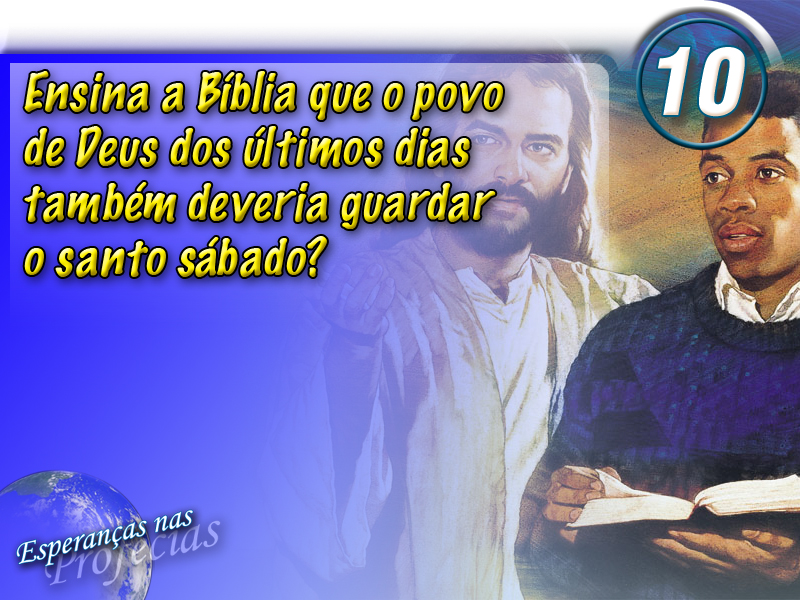 10
Ensina a Bíblia que o povo
de Deus dos últimos dias
também deveria guardar
o santo sábado?
Esperanças nas
Profecias